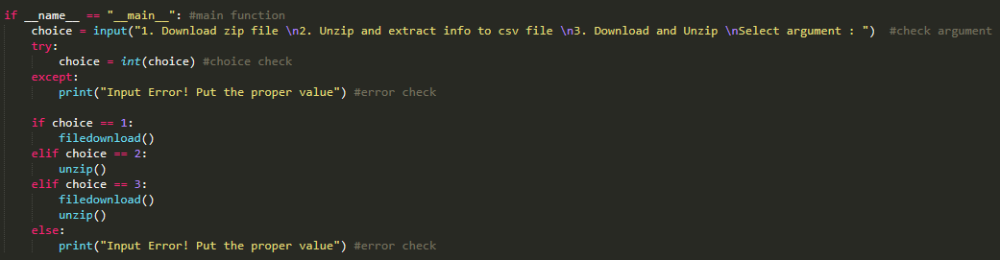 if __name__ == "__main__": #main function
    choice = input("1. Download zip file \n2. Unzip and extract info to csv file \n3. Download and Unzip \nSelect argument : ")  #check argument
    try:
        choice = int(choice) #choice check
    except:
        print("Input Error! Put the proper value") #error check

    if choice == 1:
        filedownload()
    elif choice == 2:
        unzip()
    elif choice == 3:
        filedownload()
        unzip()
    else:
        print("Input Error! Put the proper value") #error check